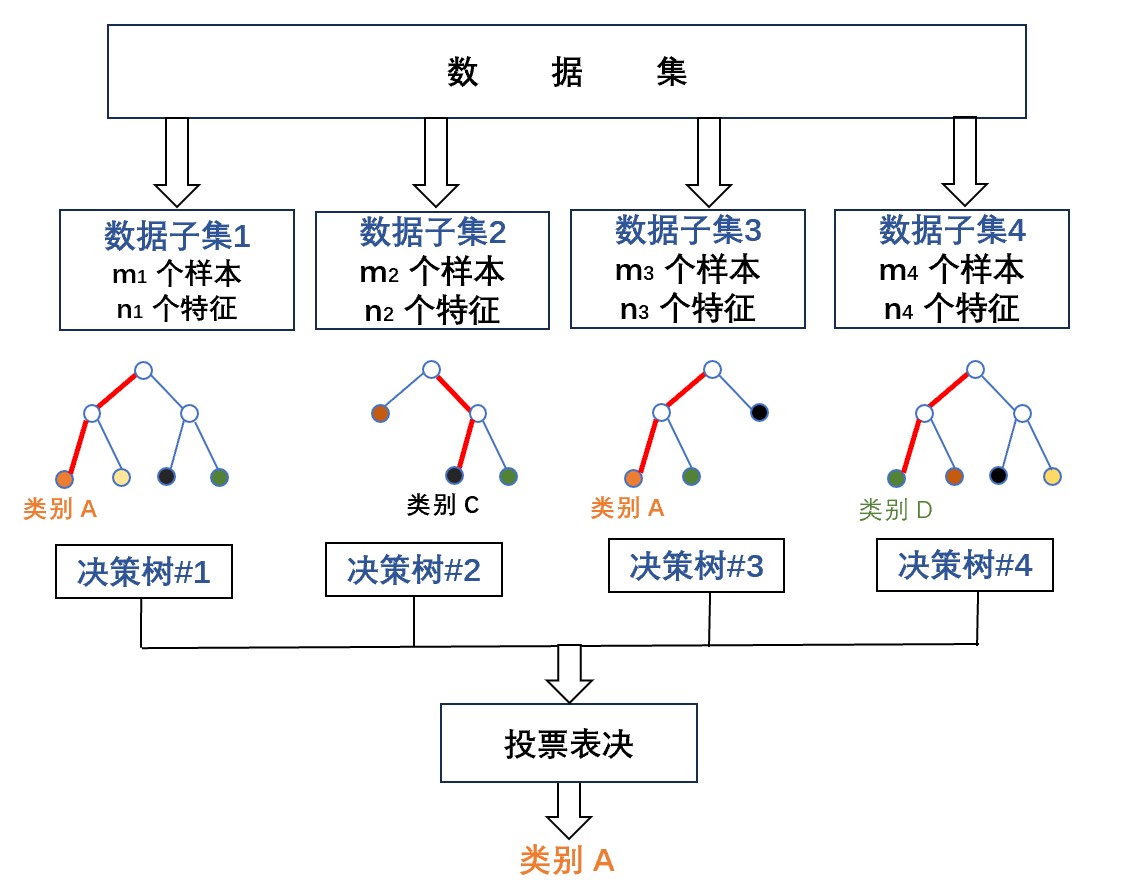 数 据 集
数据子集1
m1 个样本
n1 个特征
数据子集2
m2 个样本
n2 个特征
数据子集3
m3 个样本
n3 个特征
数据子集4
m4 个样本
n4 个特征
类别 A
类别 C
类别 A
类别 D
决策树#1
决策树#2
决策树#3
决策树#4
投票表决
类别 A